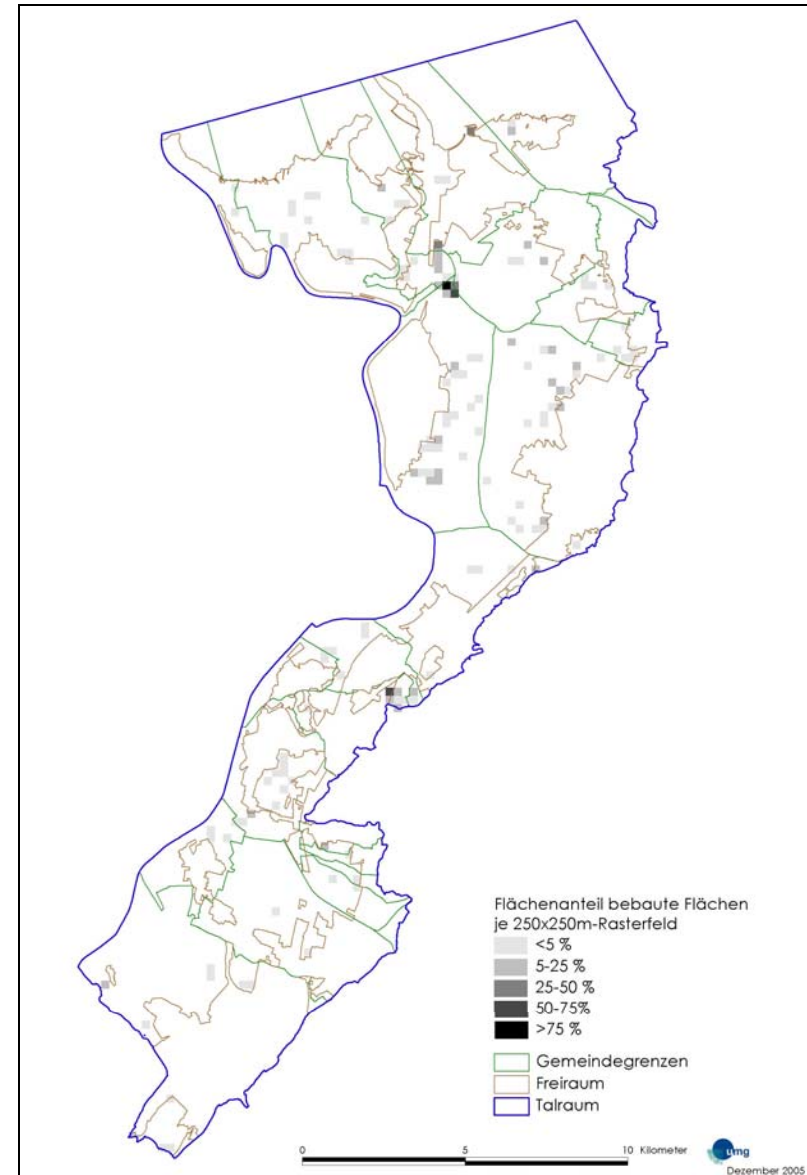 Flächenanteil bebaute Flächen
je 250x250m-Rasterfeld
<5 %
5-25 %
25-50 %
50-75%
>75 %
Gemeindegrenzen
Freiraum
Talraum
0 5 10 Kilometer
umg
Dezember 2005